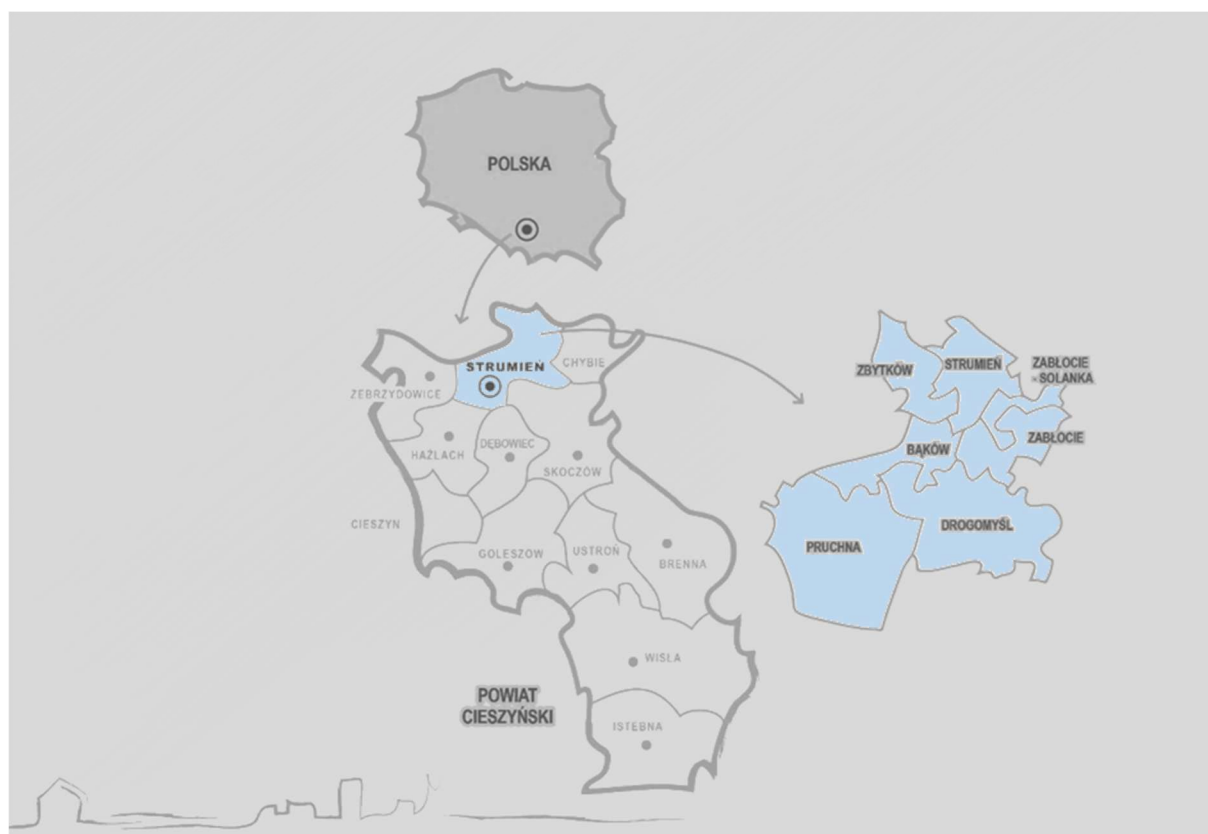 POLSKA
STRUMIEŃ
CHYBIE
ZEBRZYDOWICE
HAŻLACH
DĘBOWIEC
SKOCZÓW
CIESZYN
GOLESZOW
USTROŃ
BRENNA
WISŁA
ISTEBNA
POWIAT
CIESZYŃSKI
ZBYTKÓW
STRUMIEŃ
ZABŁOCIE
-SOLANKA
ZABŁOCIE
BĄKÓW
DROGOMYŚL
PRUCHNA